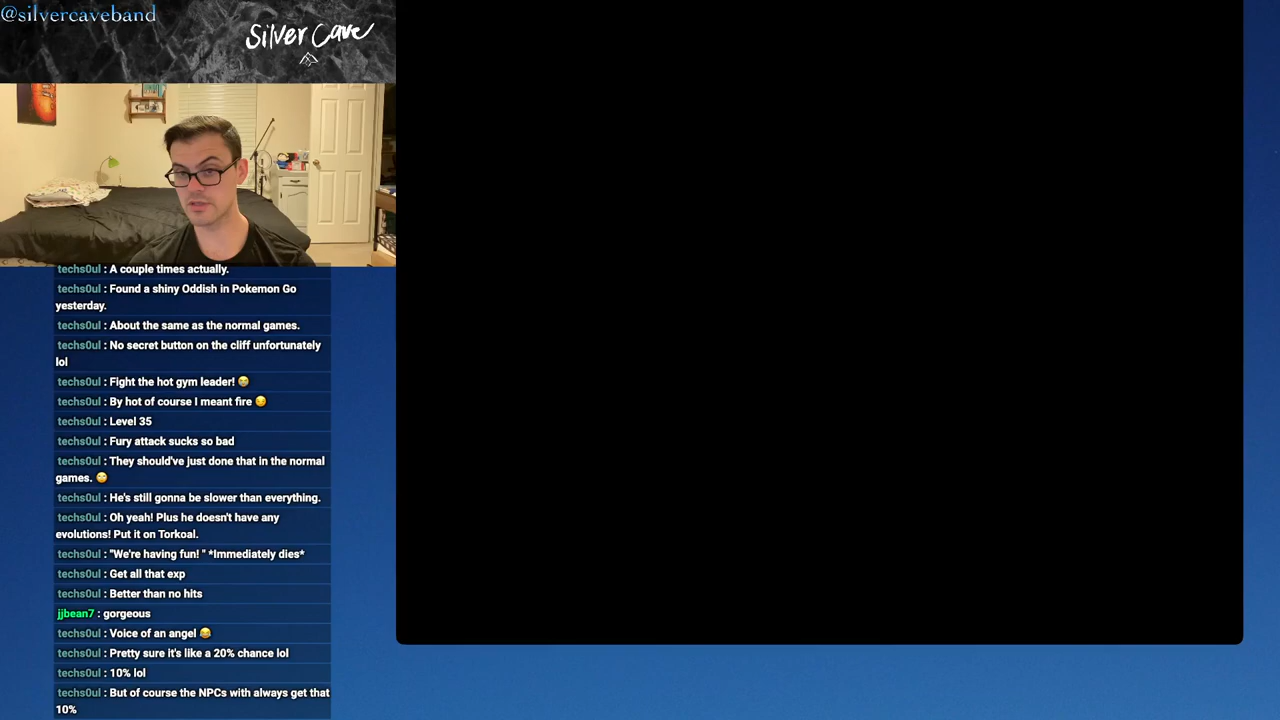 @silvercaveband
Silver Cave
techs0ul : A couple times actually.
techs0ul : Found a shiny Oddish in Pokemon Go
yesterday.
techs0ul : About the same as the normal games.
techs0ul : No secret button on the cliff unfortunately
lol
techs0ul : Fight the hot gym leader! 😭
techs0ul : By hot of course I meant fire 😏
techs0ul : Level 35
techs0ul : Fury attack sucks so bad
techs0ul : They should've just done that in the normal
games. 🙄
techs0ul : He's still gonna be slower than everything.
techs0ul : Oh yeah! Plus he doesn't have any
evolutions! Put it on Torkoal.
techs0ul : "We're having fun! " *Immediately dies*
techs0ul : Get all that exp
techs0ul : Better than no hits
jjbean7 : gorgeous
techs0ul : Voice of an angel 😂
techs0ul : Pretty sure it's like a 20% chance lol
techs0ul : 10% lol
techs0ul : But of course the NPCs with always get that
10%